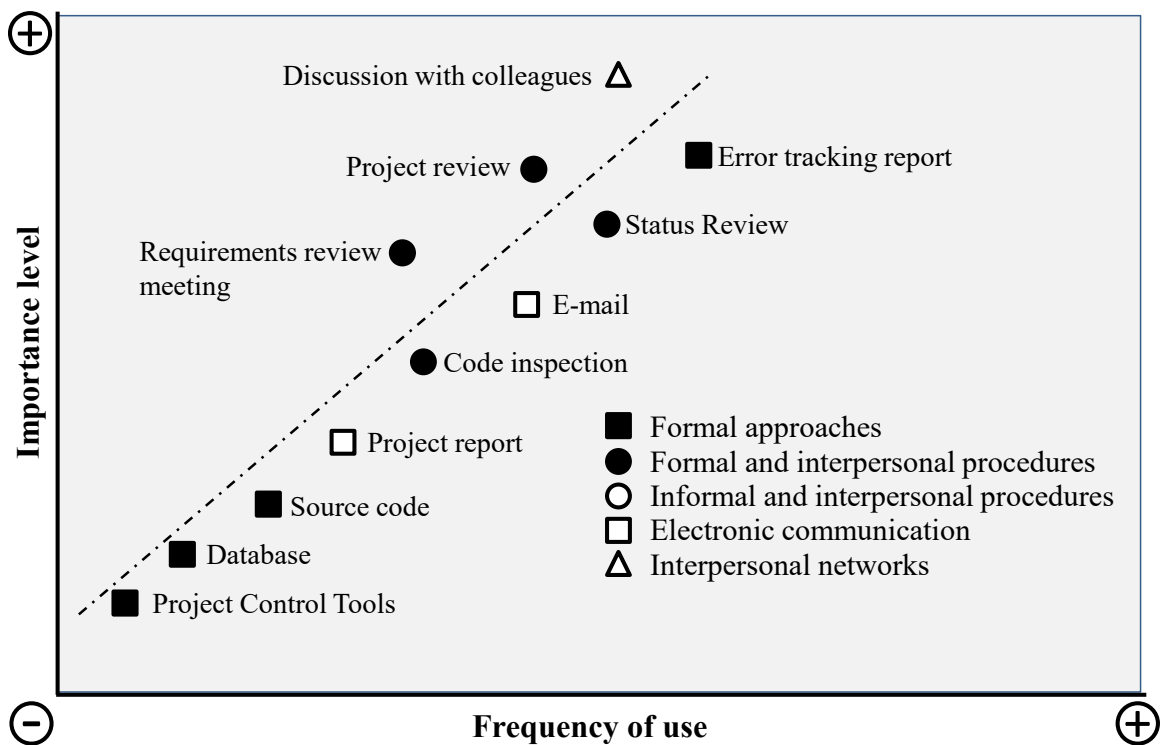 +
Discussion with colleagues
Error tracking report
Project review
Status Review
Requirements review
meeting
E-mail
Code inspection
Project report
Source code
Database
Project Control Tools
Formal approaches
Formal and interpersonal procedures
Informal and interpersonal procedures
Electronic communication
Interpersonal networks
Importance level
-
Frequency of use
+